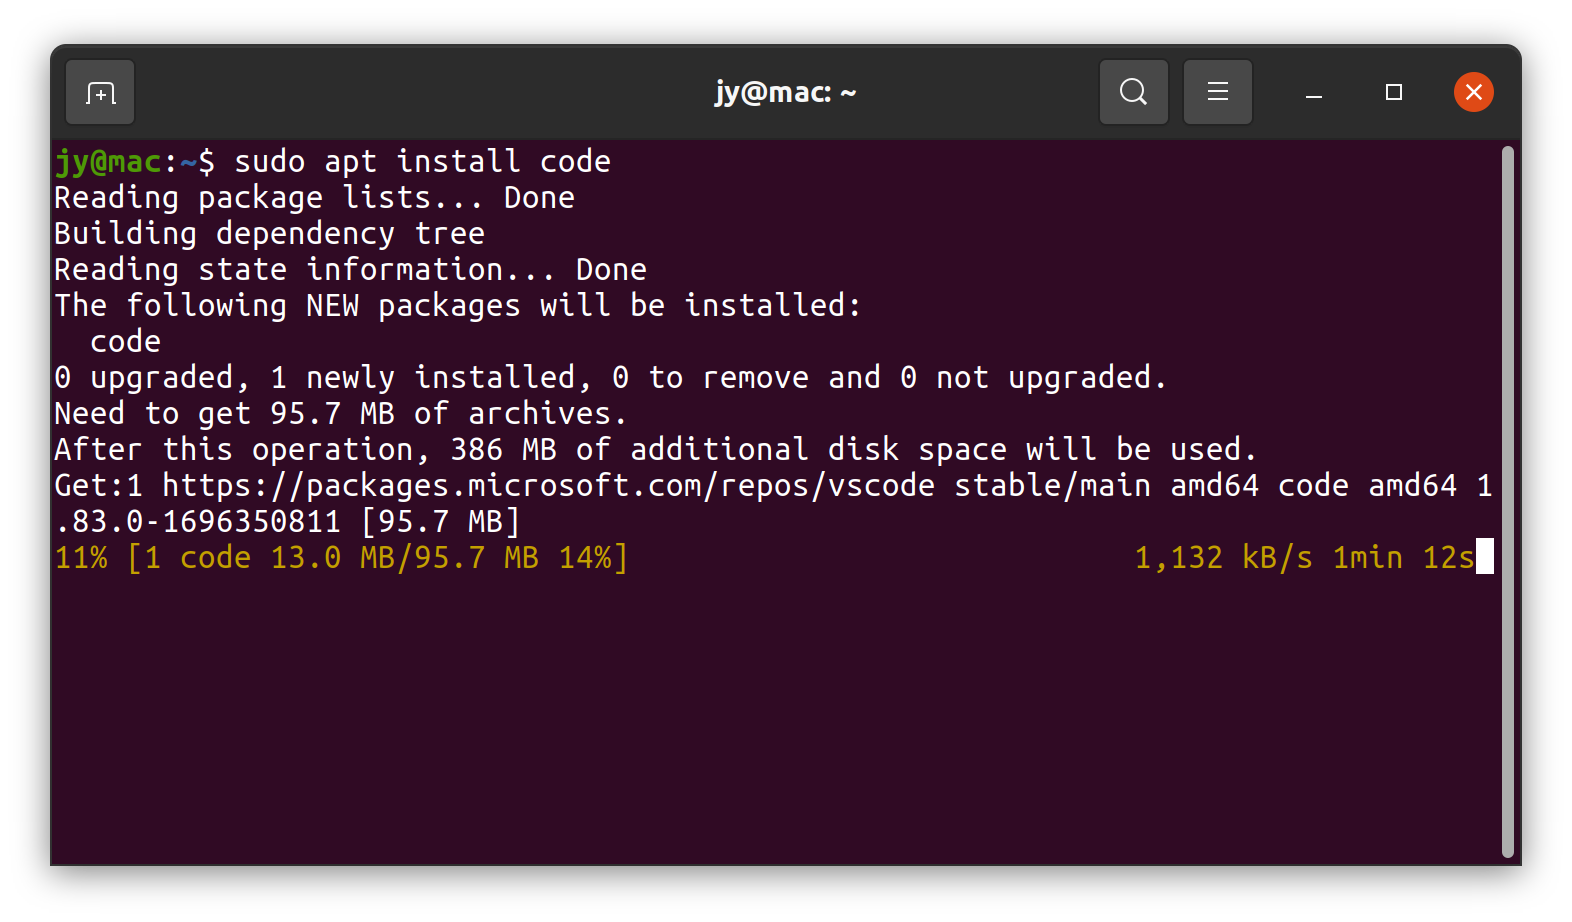 jy@mac: ~
jy@mac:~$ sudo apt install code
Reading package lists... Done
Building dependency tree
Reading state information... Done
The following NEW packages will be installed:
  code
0 upgraded, 1 newly installed, 0 to remove and 0 not upgraded.
Need to get 95.7 MB of archives.
After this operation, 386 MB of additional disk space will be used.
Get:1 https://packages.microsoft.com/repos/vscode stable/main amd64 code amd64 1
.83.0-1696350811 [95.7 MB]
11% [1 code 13.0 MB/95.7 MB 14%] 1,132 kB/s 1min 12s